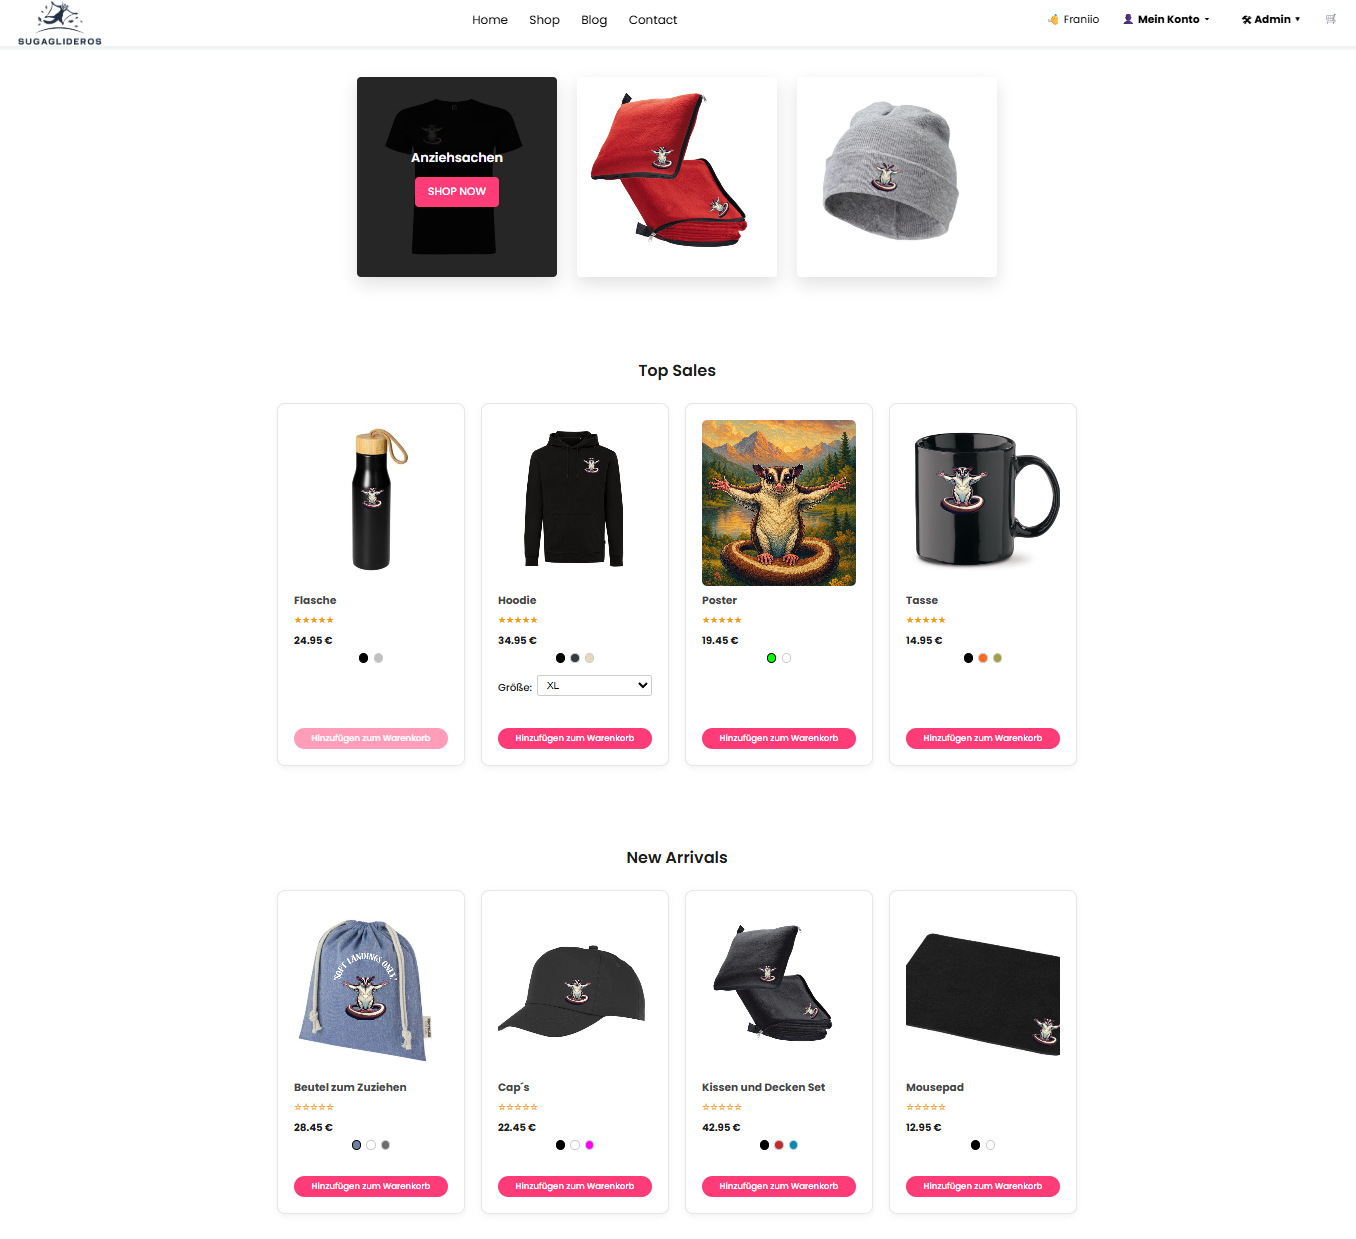 SUGAGLIDEROS
Home Shop Blog Contact
Franiio
Mein Konto
Admin
Anziehsachen
SHOP NOW
Top Sales
Flasche
24.95 €
Hinzufügen zum Warenkorb
Hoodie
34.95 €
Größe: XL
Hinzufügen zum Warenkorb
Poster
19.45 €
Hinzufügen zum Warenkorb
Tasse
14.95 €
Hinzufügen zum Warenkorb
New Arrivals
SOFT LANDINGS ONLY
Beutel zum Zuziehen
28.45 €
Hinzufügen zum Warenkorb
Cap´s
22.45 €
Hinzufügen zum Warenkorb
Kissen und Decken Set
42.95 €
Hinzufügen zum Warenkorb
Mousepad
12.95 €
Hinzufügen zum Warenkorb